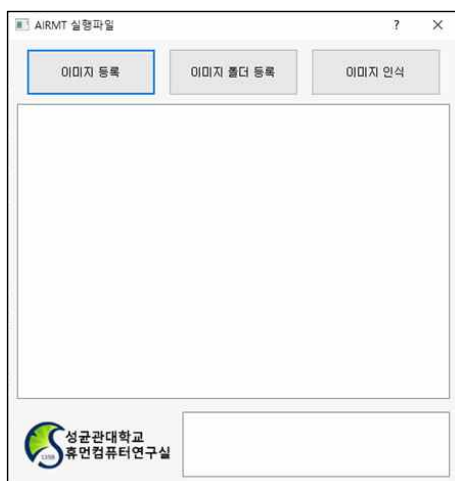 AIRMT 실행파일
이미지 등록
이미지 폴더 등록
이미지 인식
성균관대학교
휴먼컴퓨터연구실
1398